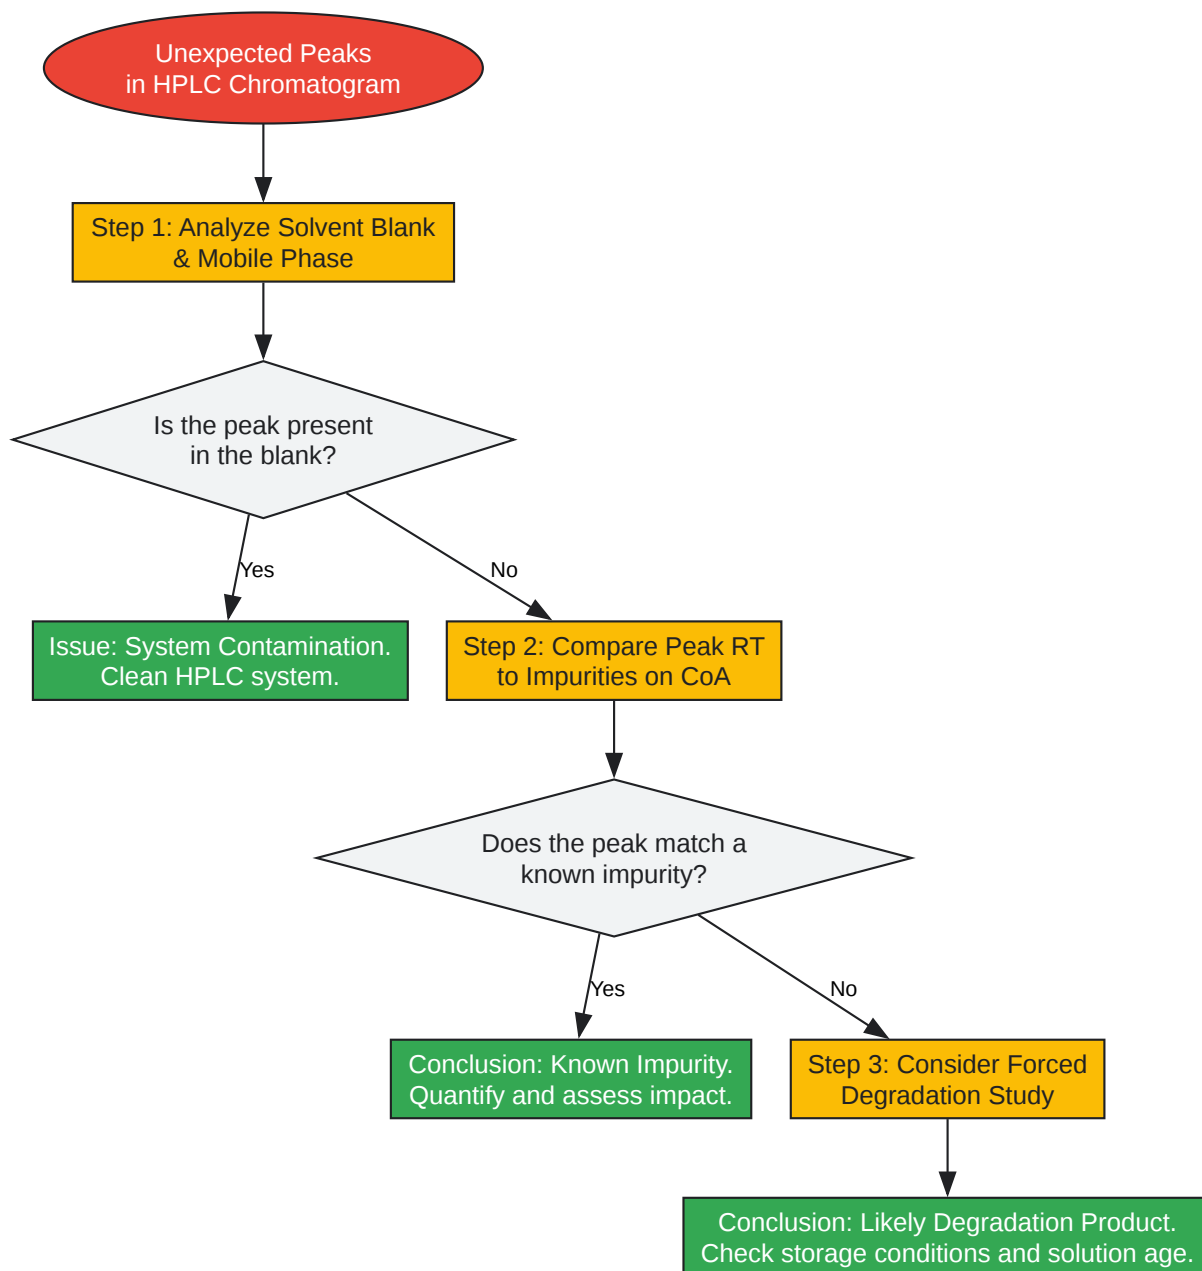 Unexpected Peaks
in HPLC Chromatogram
Step 1: Analyze Solvent Blank
& Mobile Phase
Is the peak present
in the blank?
Yes
No
Issue: System Contamination.
Clean HPLC system.
Step 2: Compare Peak RT
to Impurities on CoA
Does the peak match a
known impurity?
Yes
No
Conclusion: Known Impurity.
Quantify and assess impact.
Step 3: Consider Forced
Degradation Study
Conclusion: Likely Degradation Product.
Check storage conditions and solution age.